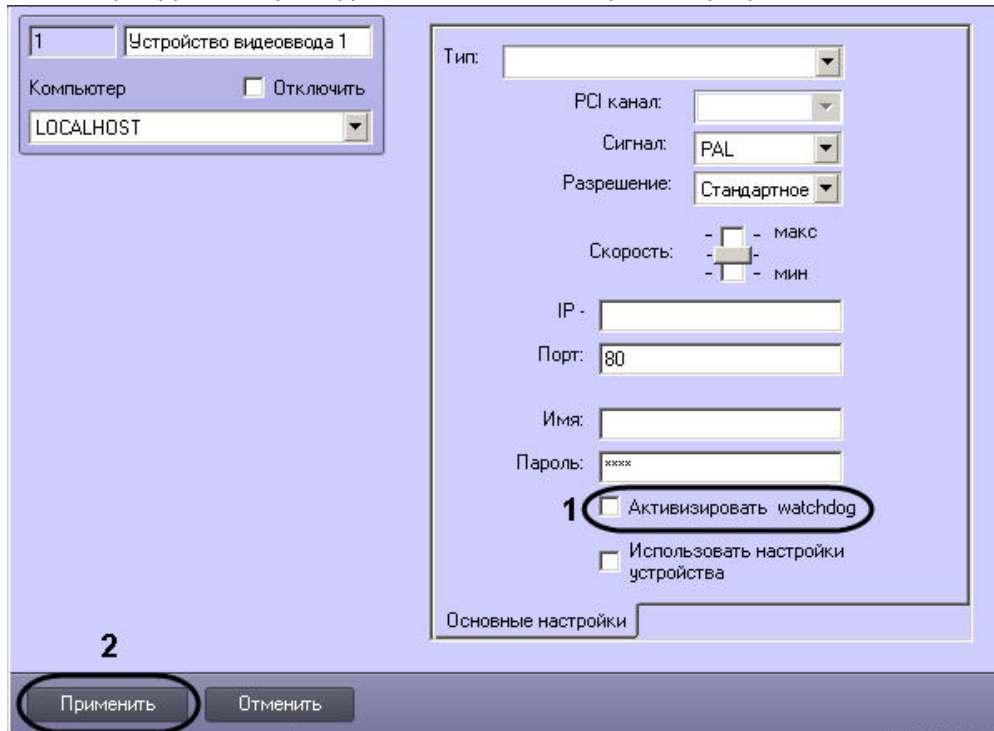 1 Устройство видеоввода 1
Компьютер Отключить
LOCALHOST
Тип:
PCI канал:
Сигнал: PAL
Разрешение: Стандартное
- - макс
Скорость: - -
- - мин
IP -
Порт: 80
Имя:
Пароль: ****
1 Активизировать watchdog
Использовать настройки
устройства
Основные настройки
2
Применить Отменить